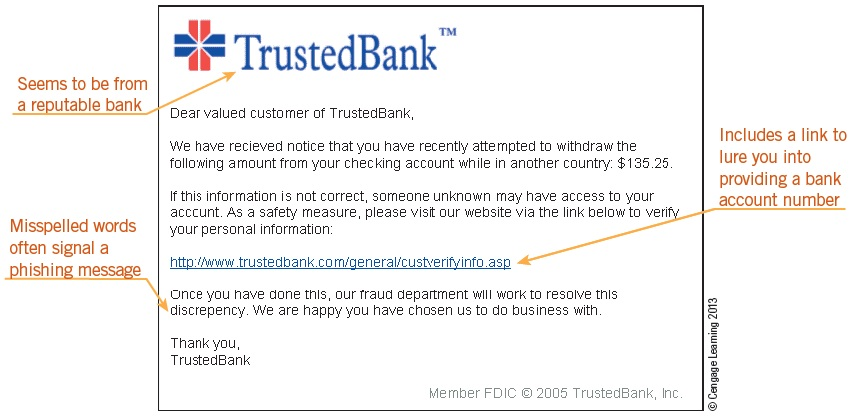 TrustedBank™
Seems to be from
a reputable bank
Dear valued customer of TrustedBank,
We have recieved notice that you have recently attempted to withdraw the
following amount from your checking account while in another country: $135.25.
If this information is not correct, someone unknown may have access to your
acccunt. As a safety measure, please visit our website via the link below to verify
your personal information:
Includes a link to
lure you into
providing a bank
account number
Misspelled words
often signal a
phishing message
http://www.trustedbank.com/general/custverifyinfo.asp
Once you have done this, our fraud department will work to resolve this
discrepency. We are happy you have chosen us to do business with.
Thank you,
TrustedBank
Member FDIC © 2005 TrustedBank, Inc.
© Cengage Learning 2013